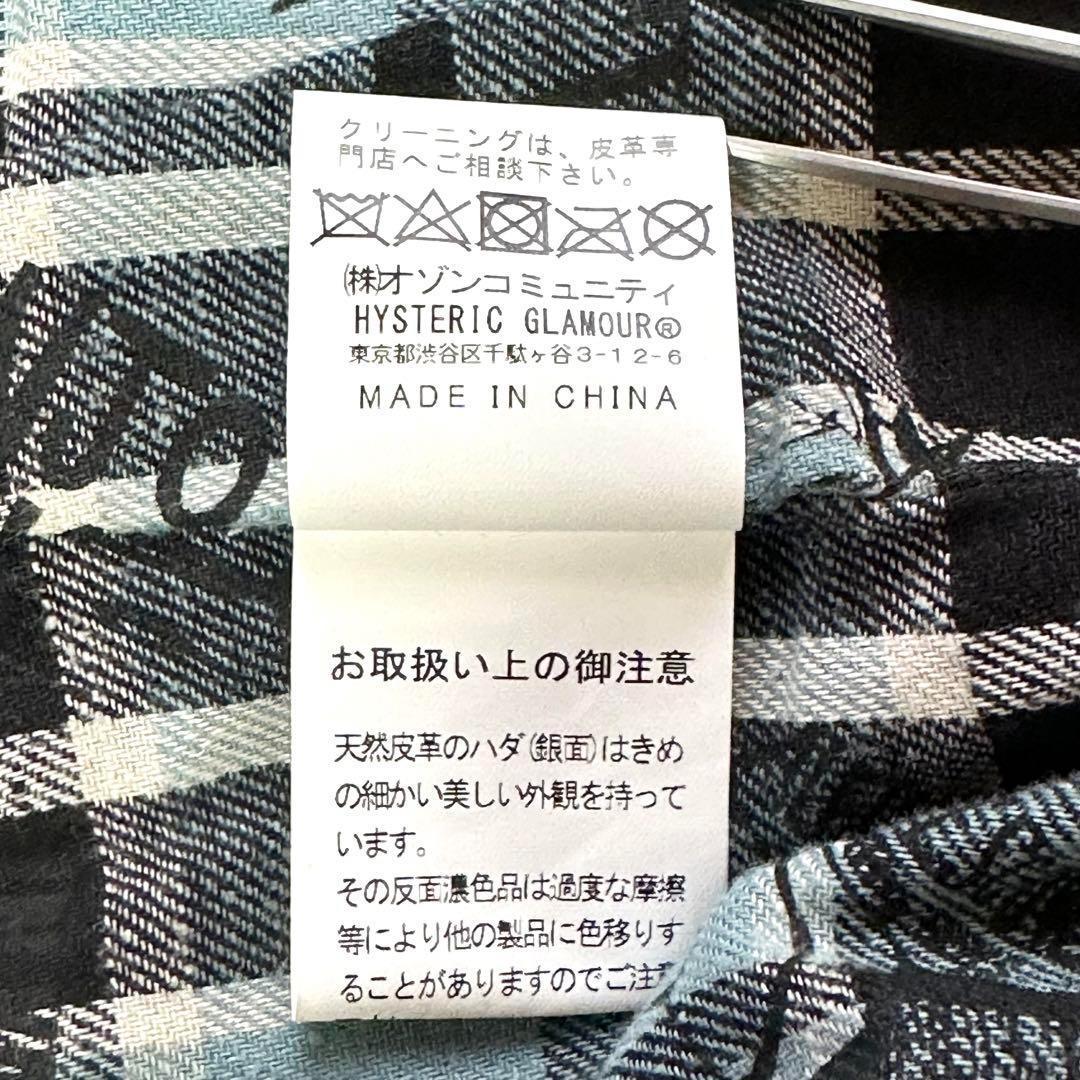 クリーニングは、皮革専
門店へご相談下さい。
㈱オゾンコミュニティ
HYSTERIC GLAMOUR®
東京都渋谷区千駄ヶ谷3-12-6
MADE IN CHINA
お取扱い上の御注意
天然皮革のハダ(銀面)はきめ
の細かい美しい外観を持って
います。
その反面濃色品は過度な摩擦
等により他の製品に色移りす
ることがありますのでご注意